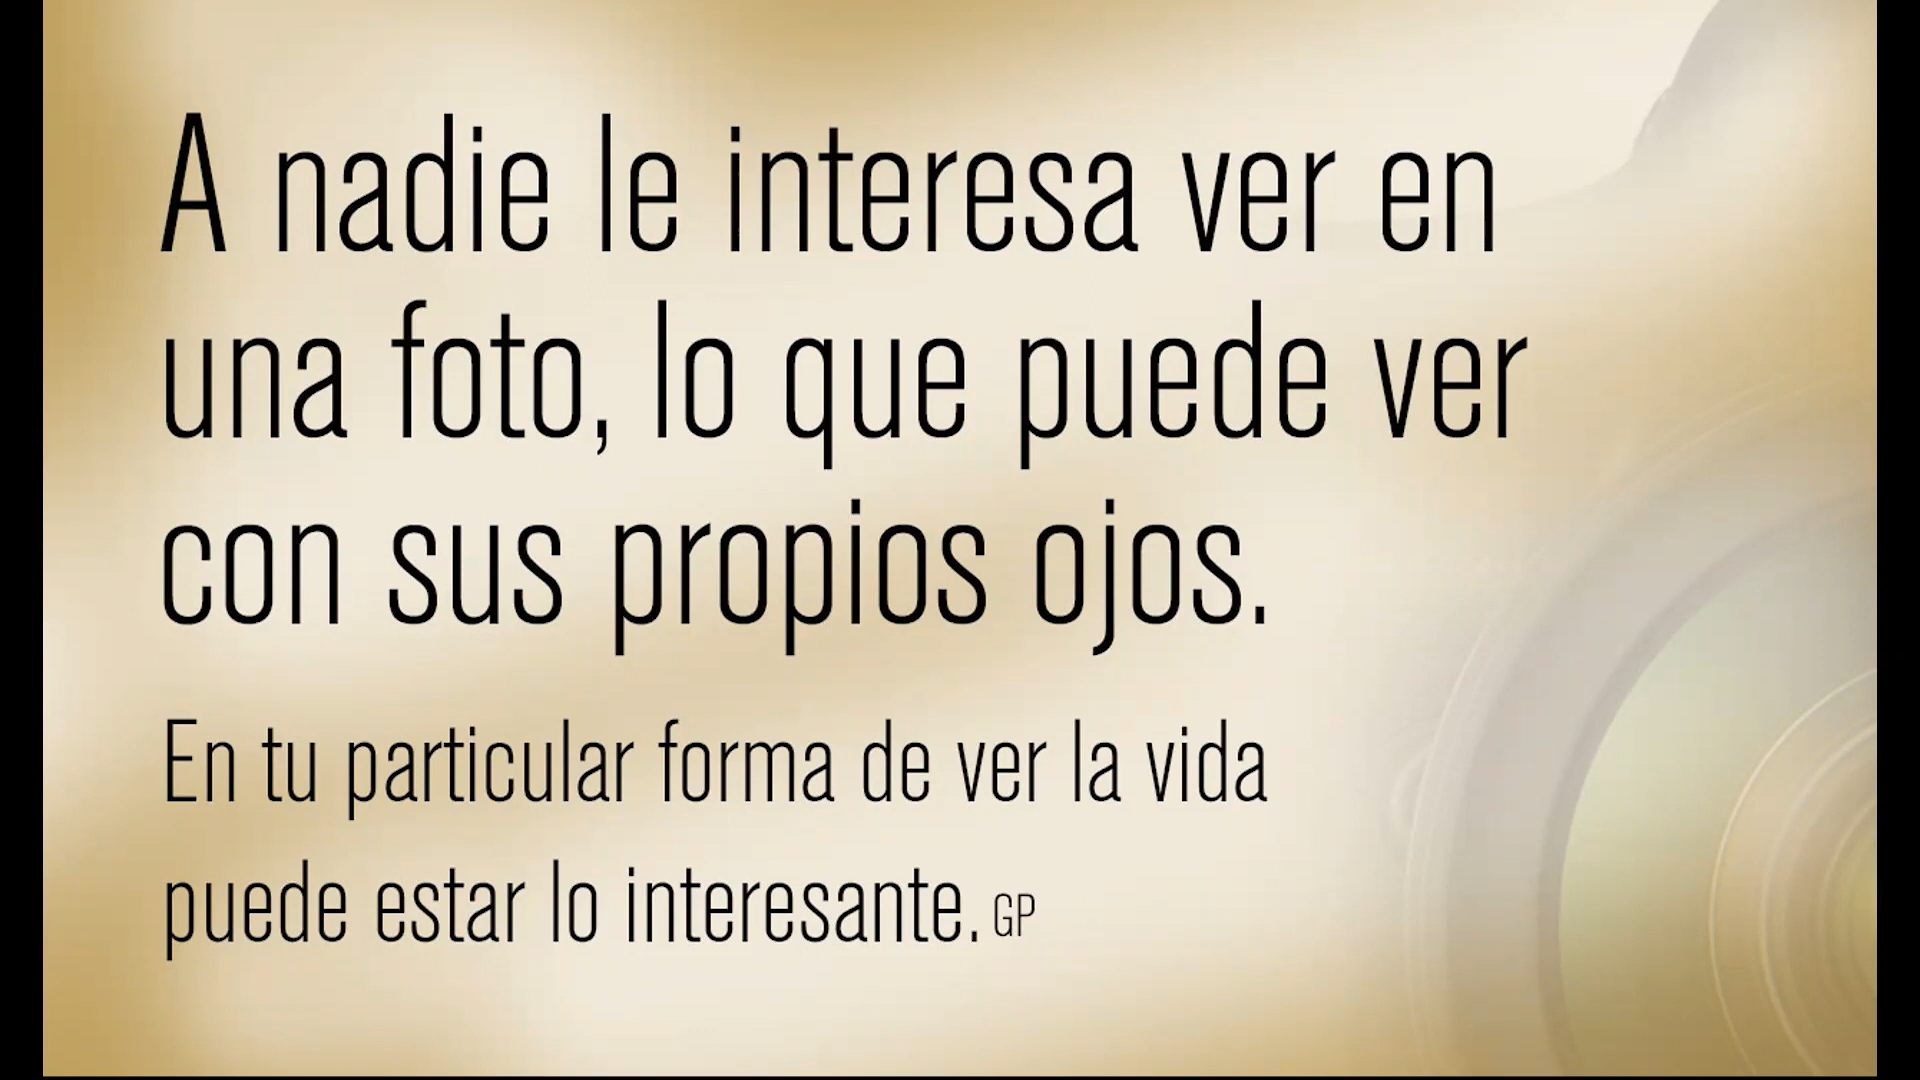 A nadie le interesa ver en
una foto, lo que puede ver
con sus propios ojos.
En tu particular forma de ver la vida
puede estar lo interesante. GP